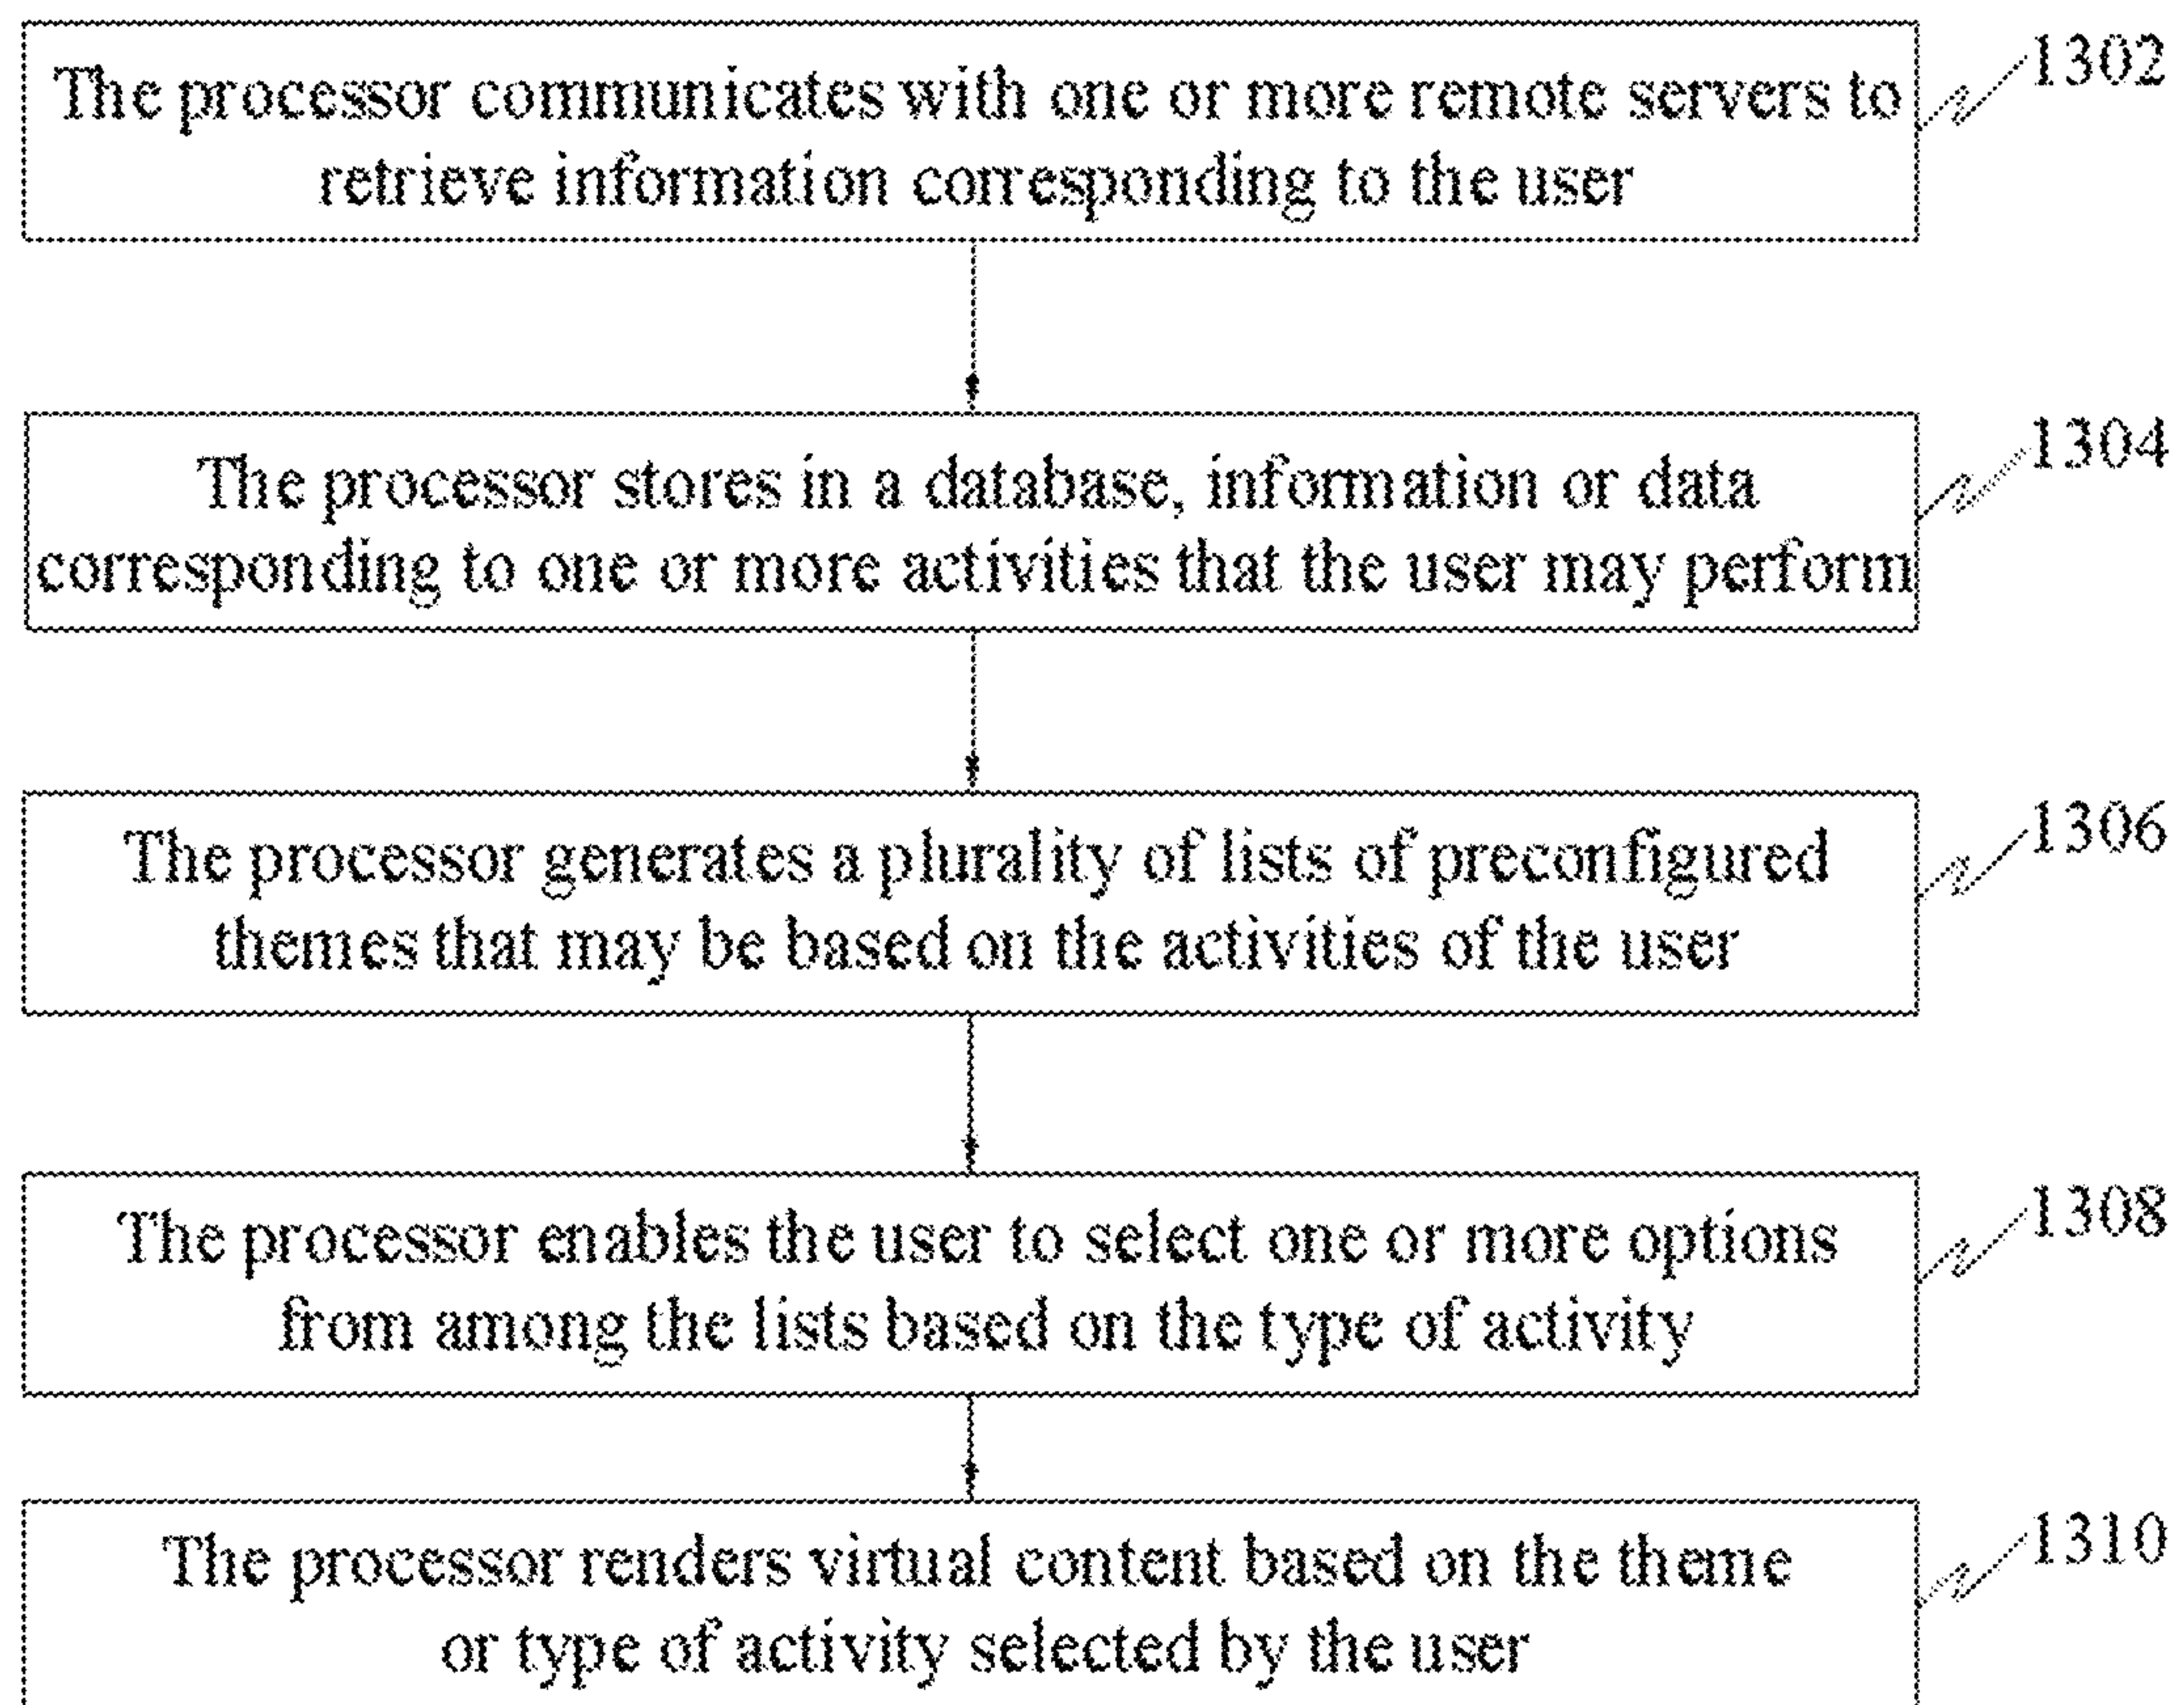 The processor communicates with one or more remote servers to
retrieve information corresponding to the user
1302
The processor stores in a database, information or data
corresponding to one or more activities that the user may perform
1304
The processor generates a plurality of lists of preconfigured
themes that may be based on the activities of the user
1306
The processor enables the user to select one or more options
from among the lists based on the type of activity
1308
The processor renders virtual content based on the theme
or type of activity selected by the user
1310